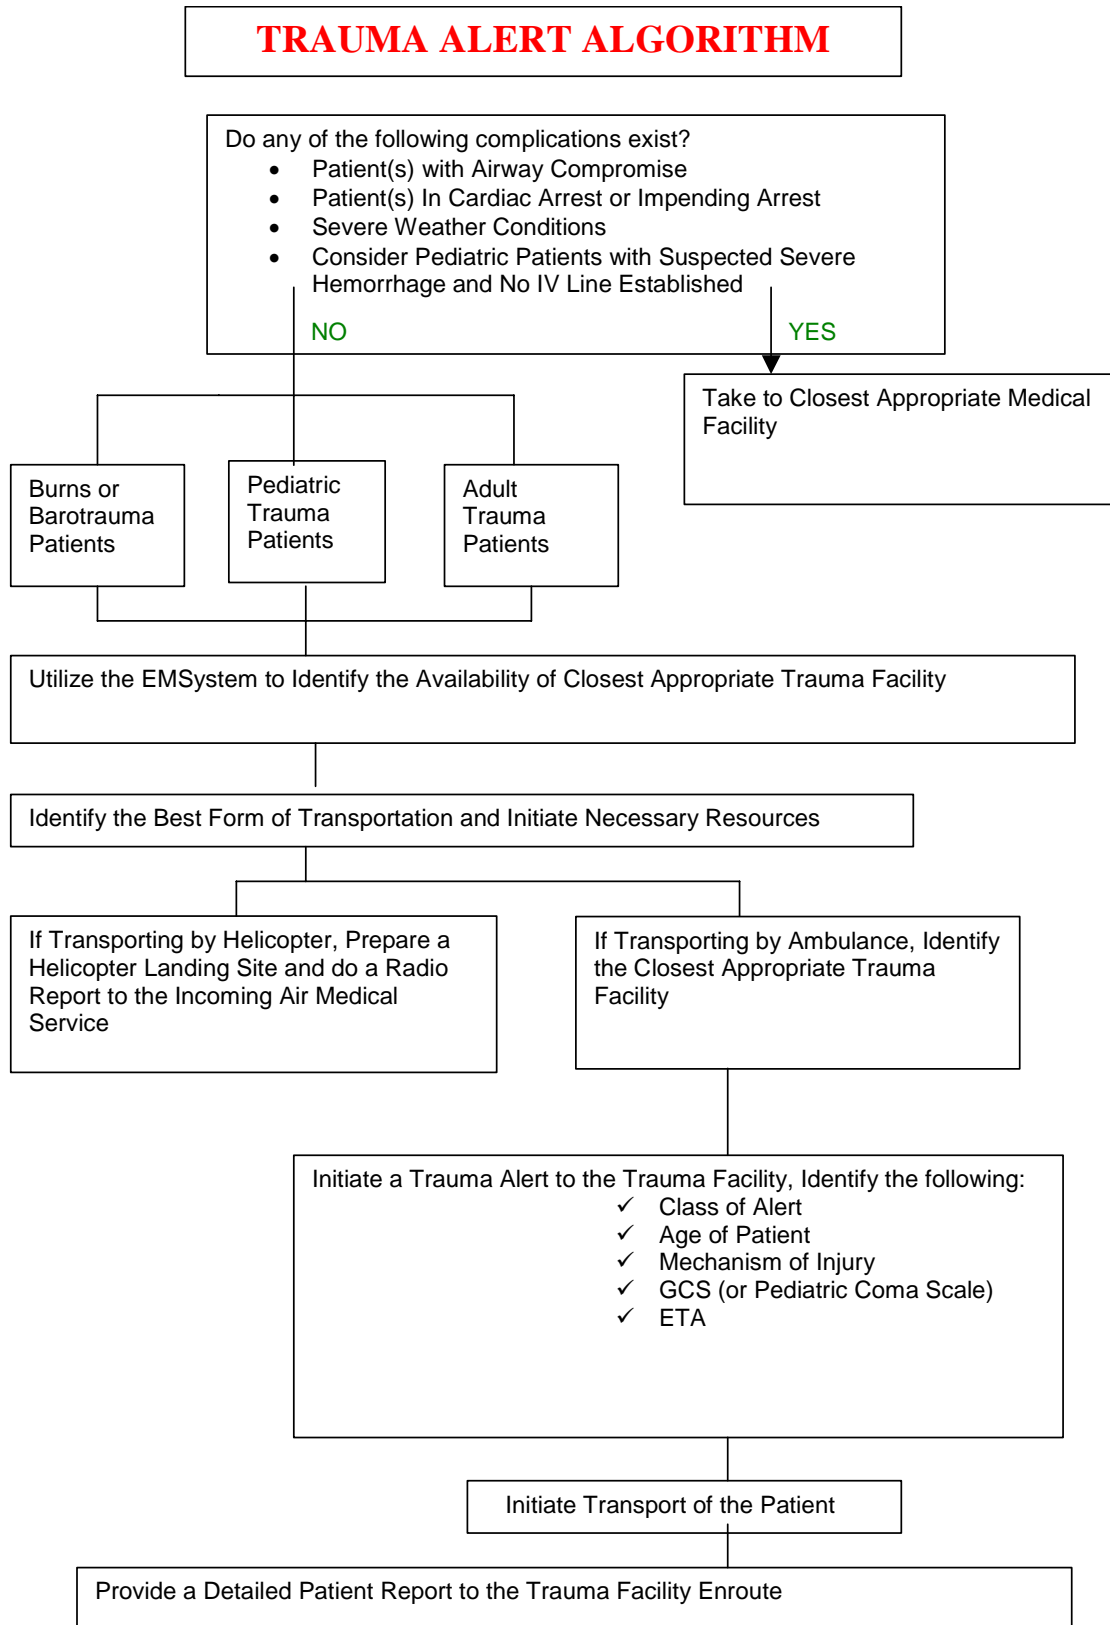 TRAUMA ALERT ALGORITHM
Do any of the following complications exist?
• Patient(s) with Airway Compromise
• Patient(s) In Cardiac Arrest or Impending Arrest
• Severe Weather Conditions
• Consider Pediatric Patients with Suspected Severe
Hemorrhage and No IV Line Established
NO
YES
Take to Closest Appropriate Medical
Facility
Burns or
Barotrauma
Patients
Pediatric
Trauma
Patients
Adult
Trauma
Patients
Utilize the EMSystem to Identify the Availability of Closest Appropriate Trauma Facility
Identify the Best Form of Transportation and Initiate Necessary Resources
If Transporting by Helicopter, Prepare a
Helicopter Landing Site and do a Radio
Report to the Incoming Air Medical
Service
If Transporting by Ambulance, Identify
the Closest Appropriate Trauma
Facility
Initiate a Trauma Alert to the Trauma Facility, Identify the following:
✓ Class of Alert
✓ Age of Patient
✓ Mechanism of Injury
✓ GCS (or Pediatric Coma Scale)
✓ ETA
Initiate Transport of the Patient
Provide a Detailed Patient Report to the Trauma Facility Enroute